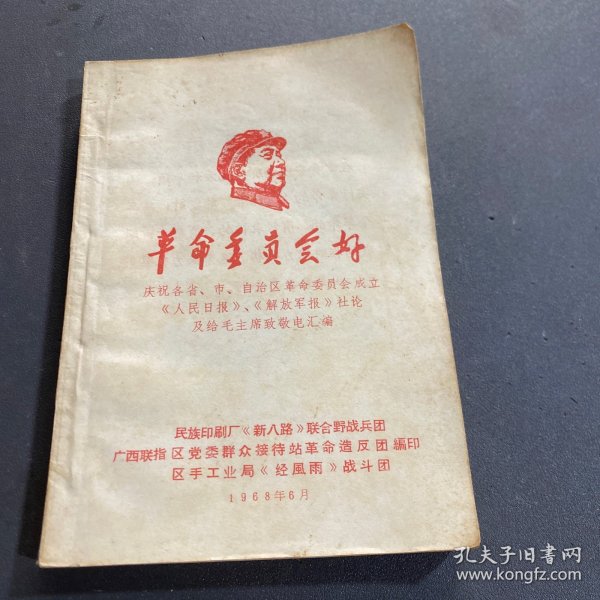 革命委员会好
庆祝各省、市、自治区革命委员会成立
《人民日报》、《解放军报》社论
及给毛主席致敬电汇编
民族印刷厂《新八路》联合野战兵团
广西联指 区党委群众接待站革命造反团 编印
区手工业局《经風雨》战斗团
1968年6月
孔夫子旧书网
www.kongfz.com